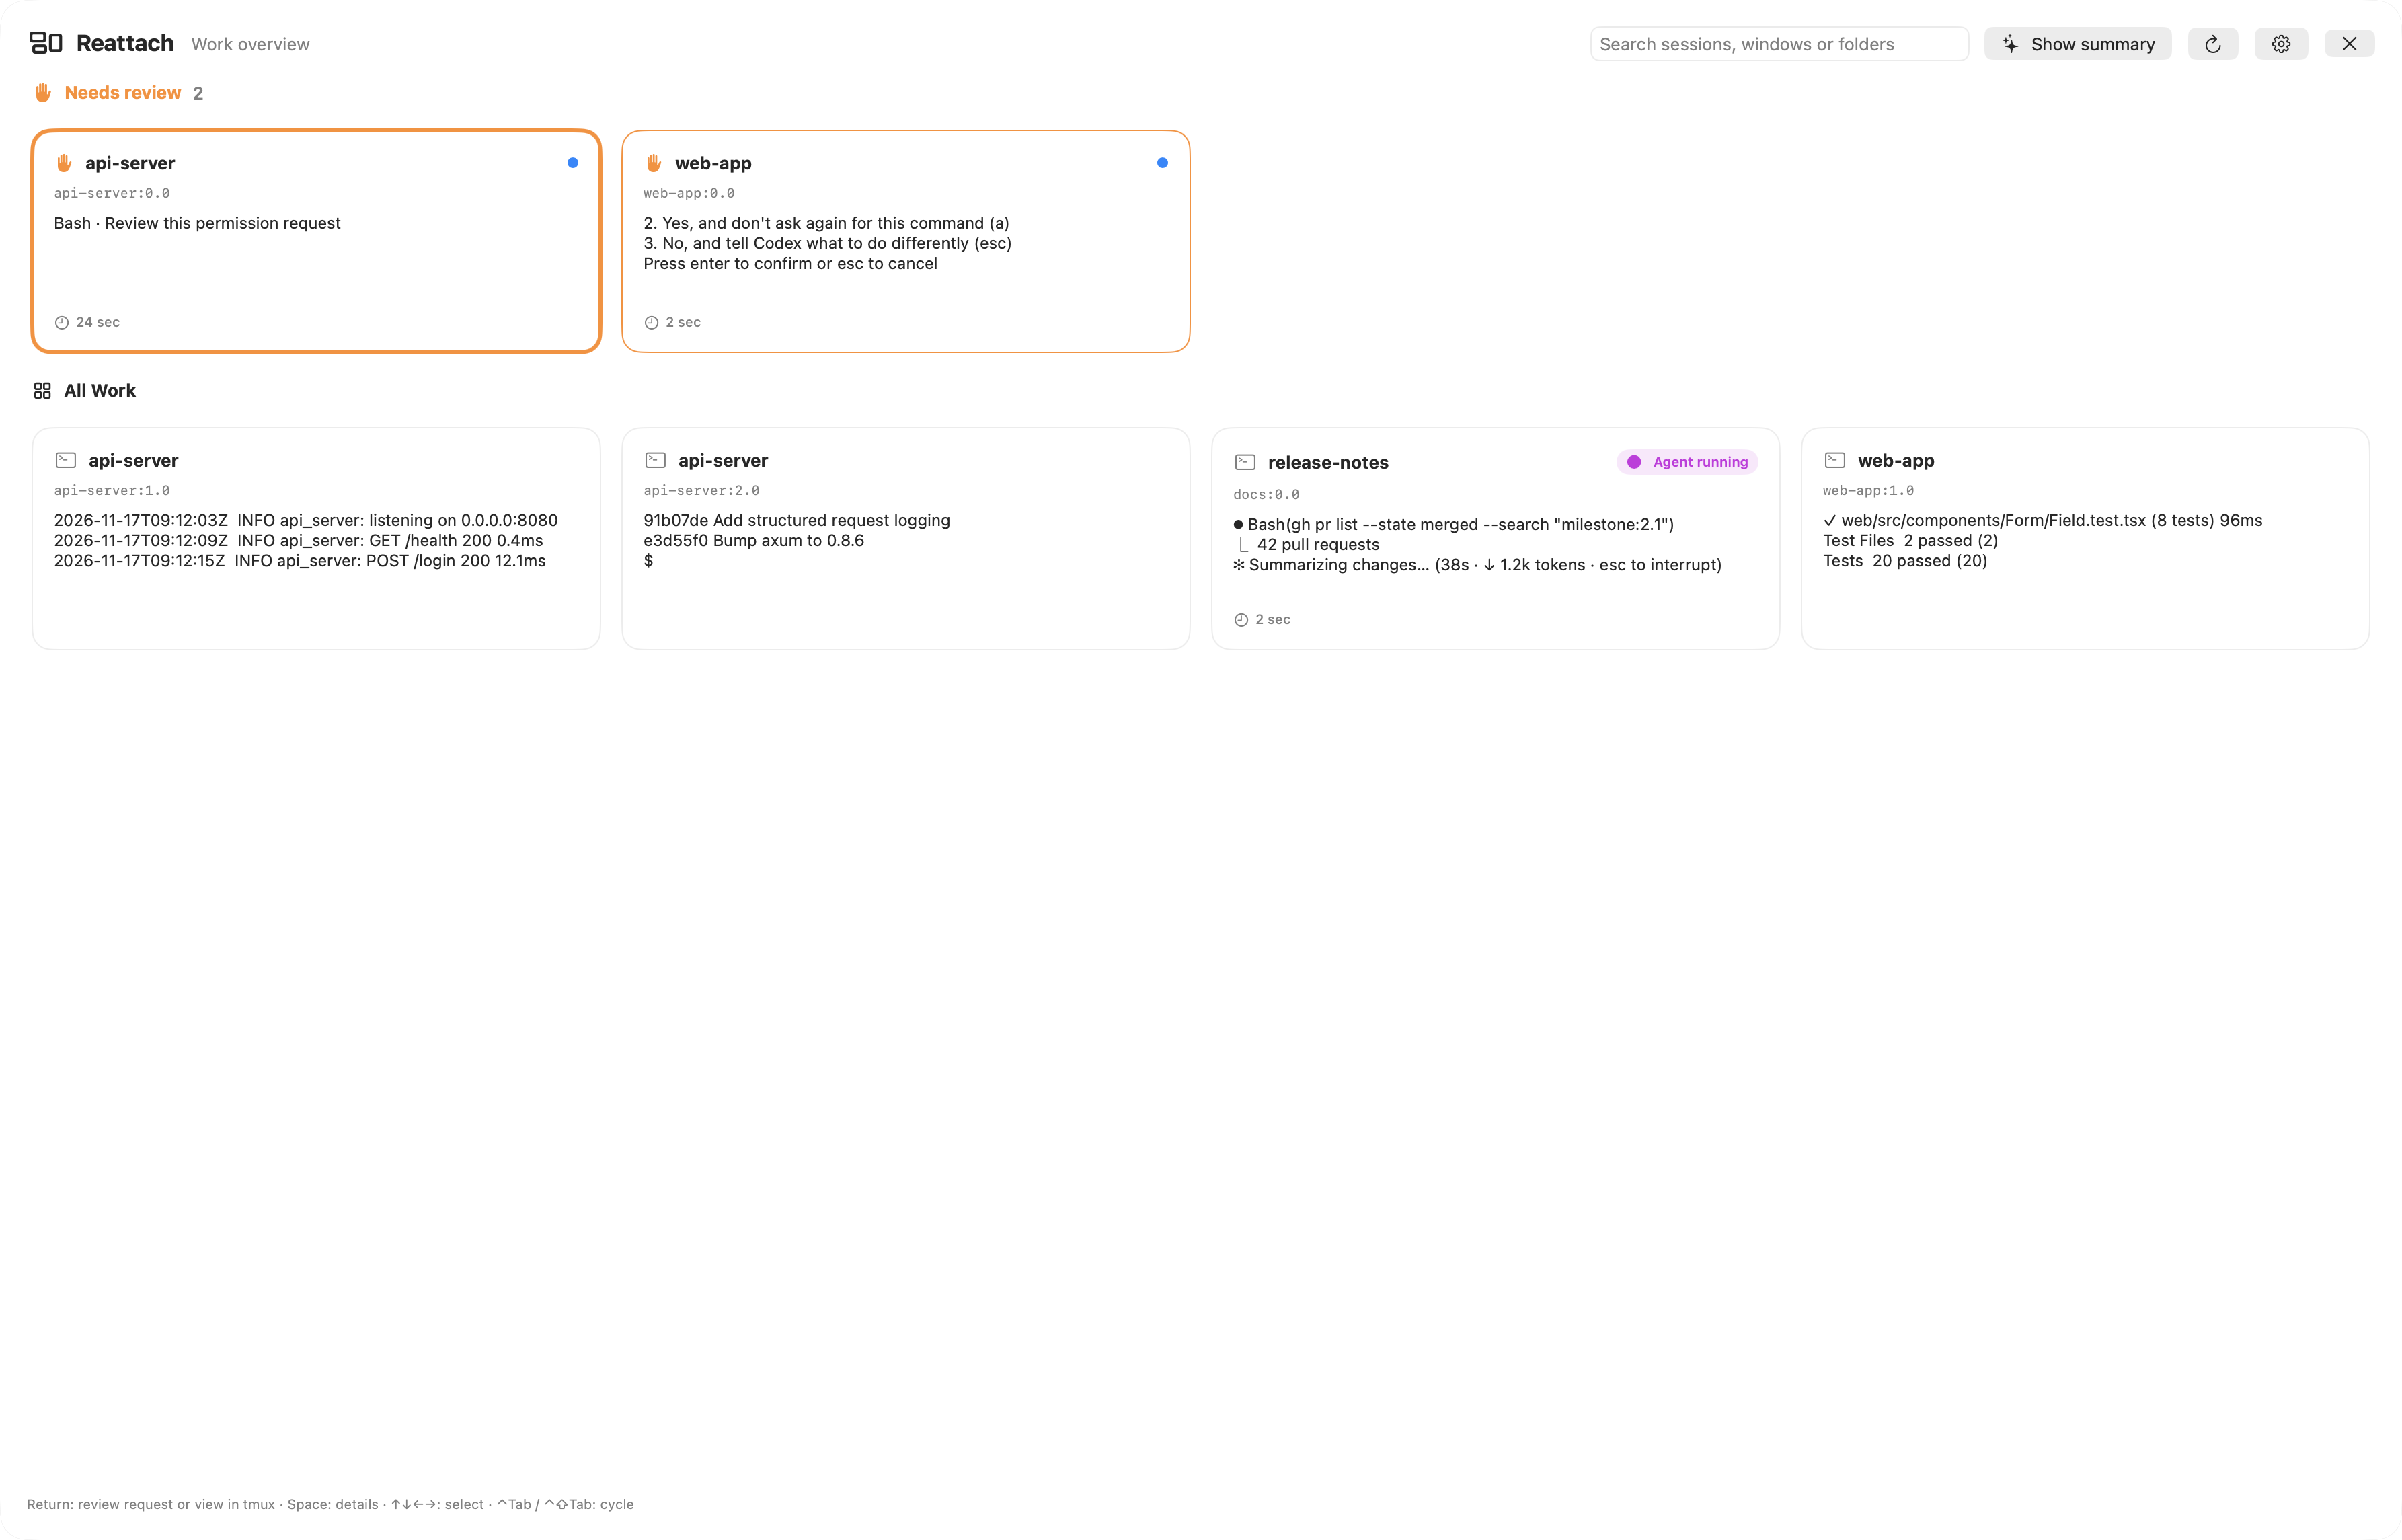 Reattach Work overview
Search sessions, windows or folders
Show summary
Needs review 2
api-server
api-server:0.0
Bash · Review this permission request
24 sec
web-app
web-app:0.0
2. Yes, and don't ask again for this command (a)
3. No, and tell Codex what to do differently (esc)
Press enter to confirm or esc to cancel
2 sec
All Work
api-server
api-server:1.0
2026-11-17T09:12:03Z  INFO api_server: listening on 0.0.0.0:8080
2026-11-17T09:12:09Z  INFO api_server: GET /health 200 0.4ms
2026-11-17T09:12:15Z  INFO api_server: POST /login 200 12.1ms
api-server
api-server:2.0
91b07de Add structured request logging
e3d55f0 Bump axum to 0.8.6
$
release-notes
Agent running
docs:0.0
● Bash(gh pr list --state merged --search "milestone:2.1")
⎿ 42 pull requests
✻ Summarizing changes… (38s · ↓ 1.2k tokens · esc to interrupt)
2 sec
web-app
web-app:1.0
✓ web/src/components/Form/Field.test.tsx (8 tests) 96ms
Test Files  2 passed (2)
Tests  20 passed (20)
Return: review request or view in tmux · Space: details · ↑↓←→: select · ^Tab / ^⇧Tab: cycle